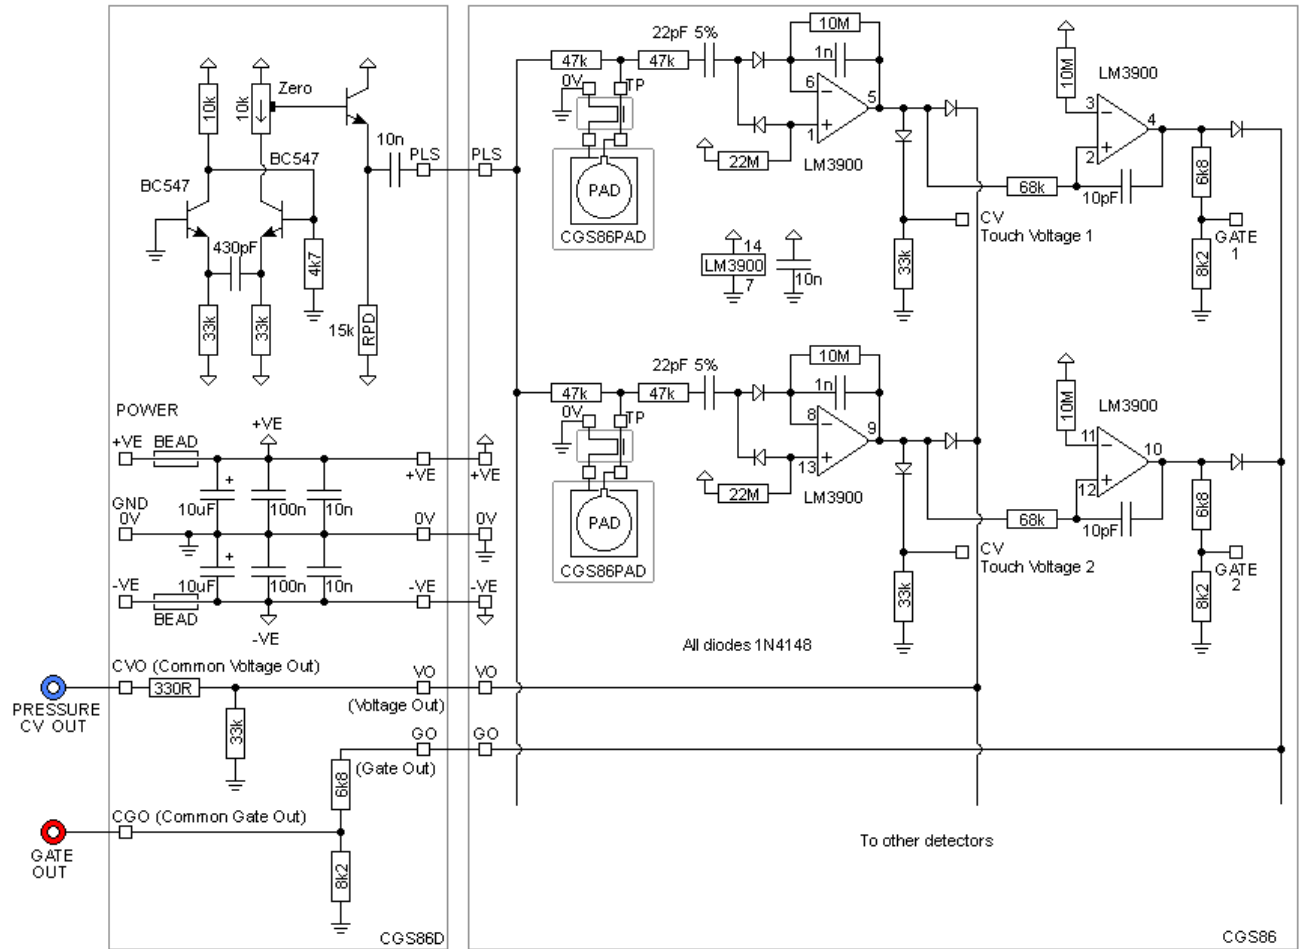 10k
10k
Zero
BC547
BC547
430pF
33k
33k
4k7
10n
15k
RPD
PLS
PLS
POWER
+VE
BEAD
+VE
+
10uF
100n
10n
+VE
+VE
GND
0V
0V
0V
+
10uF
100n
10n
-VE
BEAD
-VE
-VE
-VE
CVO (Common Voltage Out)
330R
33k
VO
(Voltage Out)
VO
PRESSURE
CV OUT
GO
(Gate Out)
GO
6k8
CGO (Common Gate Out)
8k2
GATE
OUT
CGS86D
47k
47k
22pF 5%
0V
TP
PAD
CGS86PAD
10M
1n
6
5
1
22M
LM3900
10M
LM3900
3
4
2
68k
10pF
6k8
GATE
1
8k2
CV
Touch Voltage 1
33k
14
LM3900
7
10n
47k
47k
22pF 5%
0V
TP
PAD
CGS86PAD
10M
1n
8
9
13
22M
LM3900
10M
LM3900
11
10
12
68k
10pF
6k8
GATE
2
8k2
CV
Touch Voltage 2
33k
All diodes 1N4148
To other detectors
CGS86